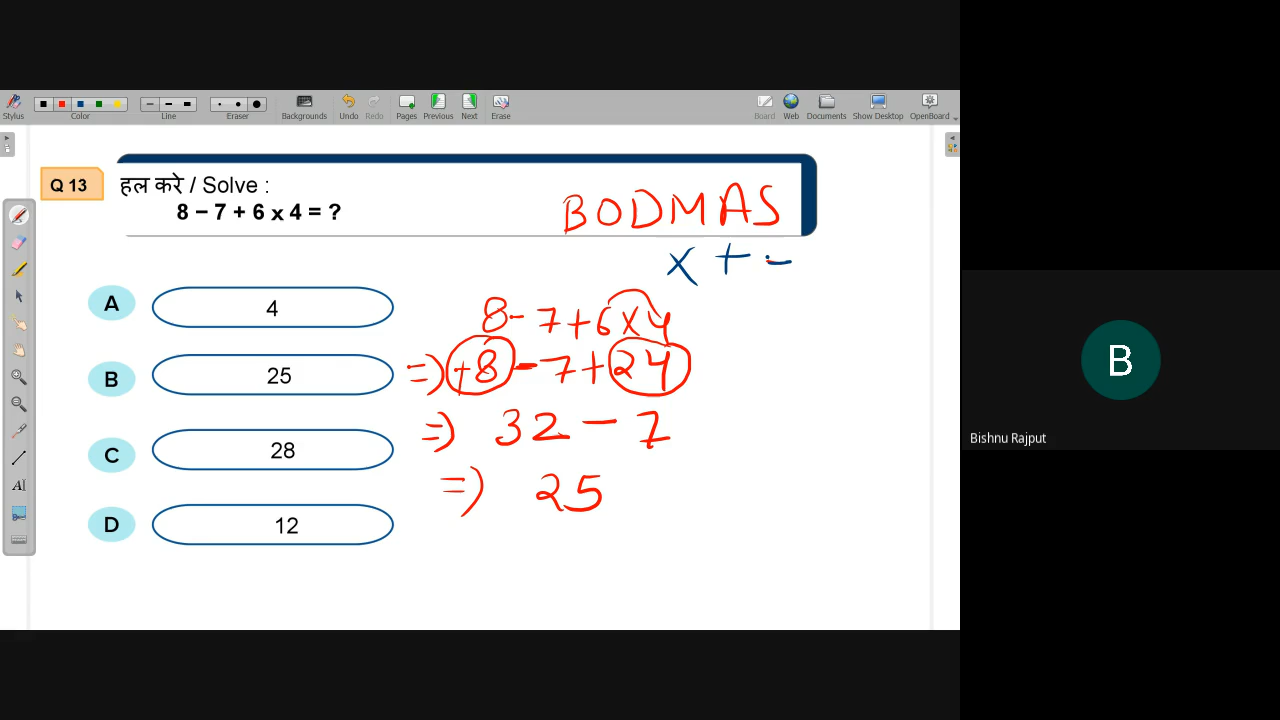 Stylus Color Line Eraser Backgrounds Undo Redo Pages Previous Next Erase Board Web Documents Show Desktop OpenBoard
Q 13
हल करे / Solve :
8 − 7 + 6 x 4 = ?
BODMAS
x + -
A 4
B 25
C 28
D 12
8 - 7 + 6 x 4
=) +8 - 7 + 24
=) 32 - 7
=) 25
B
Bishnu Rajput